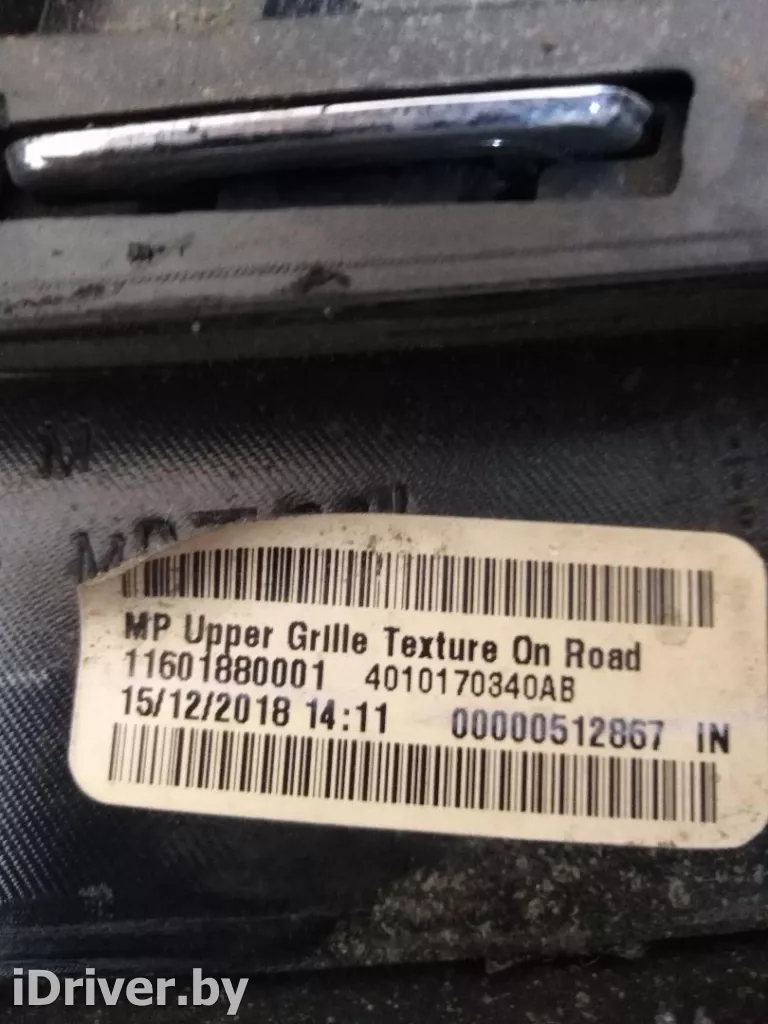 M
MP Upper Grille Texture On Road
11601880001 4010170340AB
15/12/2018 14:11 00000512867 IN
iDriver.by